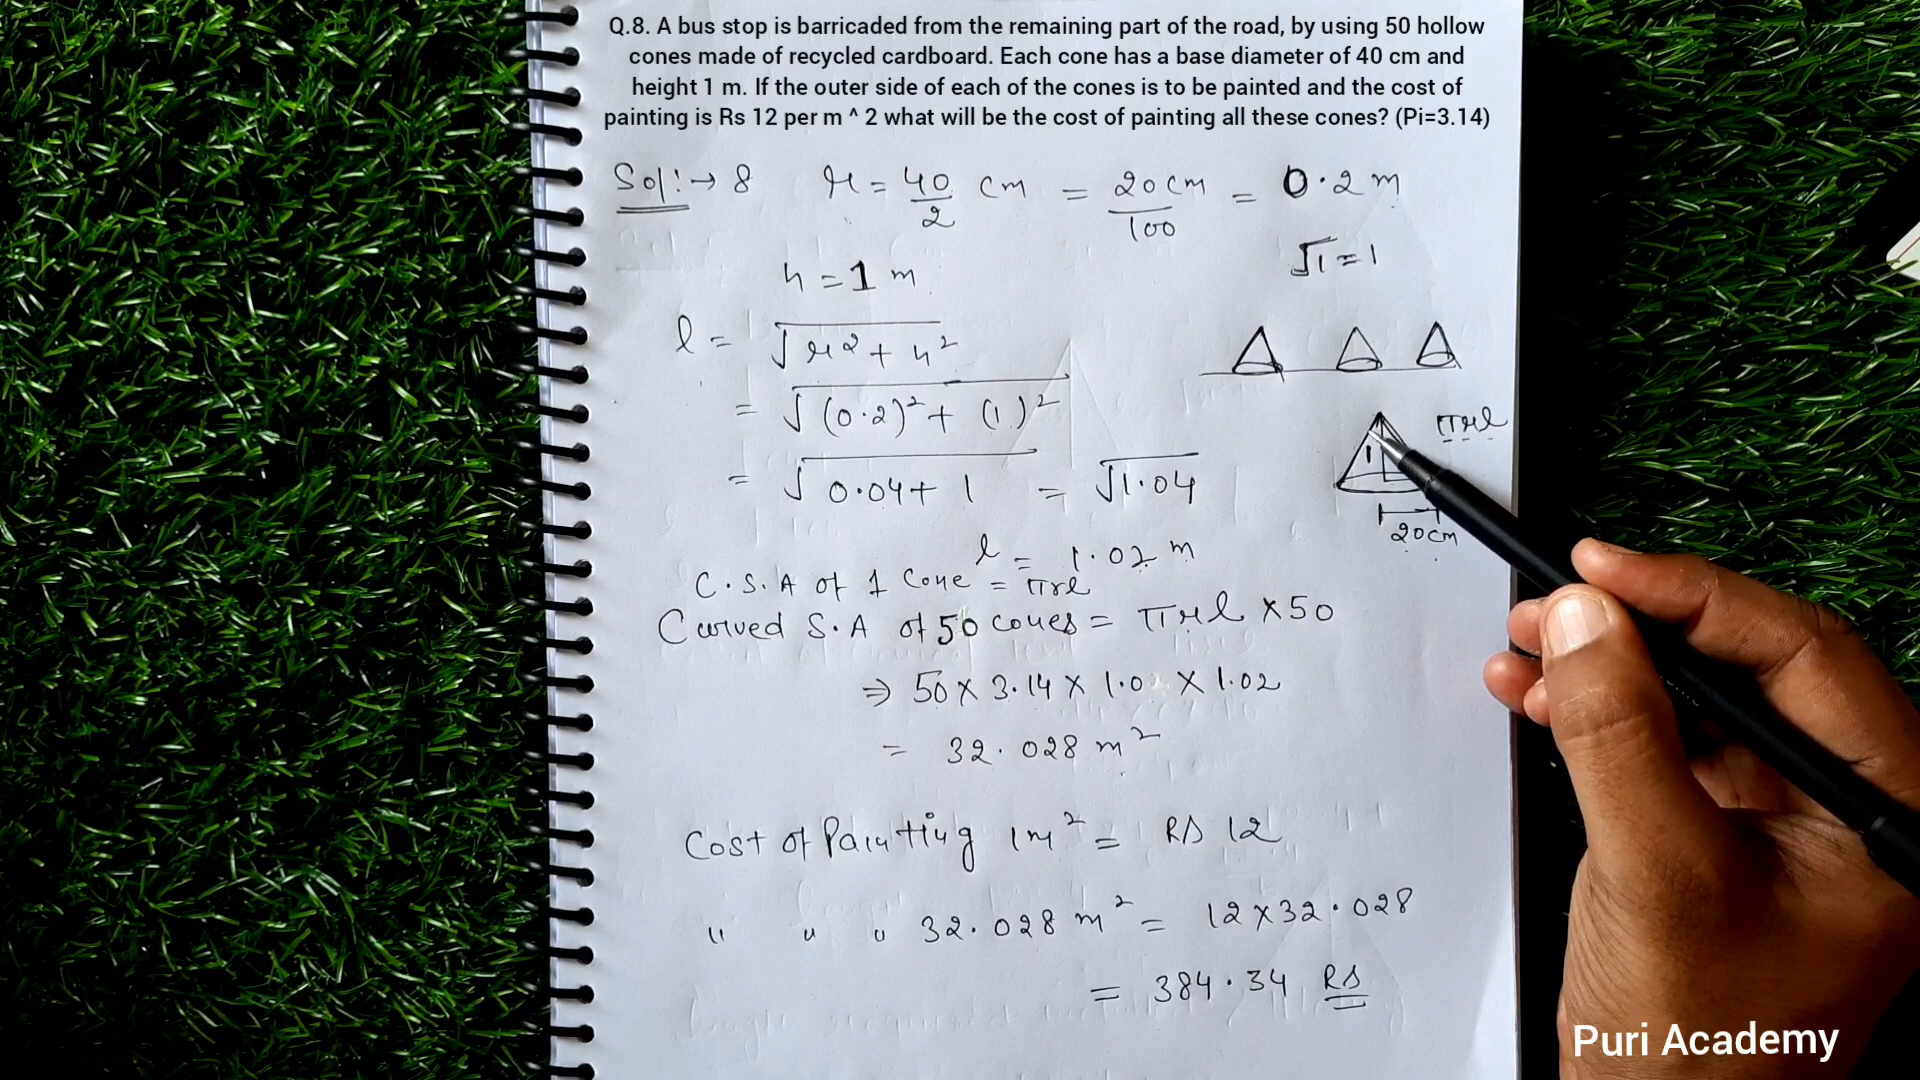 Q.8. A bus stop is barricaded from the remaining part of the road, by using 50 hollow
cones made of recycled cardboard. Each cone has a base diameter of 40 cm and
height 1 m. If the outer side of each of the cones is to be painted and the cost of
painting is Rs 12 per m ^ 2 what will be the cost of painting all these cones? (Pi=3.14)
Sol:→ 8 r = 40/2 cm = 20cm/100 = 0.2 m
h = 1 m
√1 = 1
l = √r² + h²
= √(0.2)² + (1)²
πrl
1
= √0.04 + 1 = √1.04
20cm
l = 1.02 m
C.S.A of 1 Cone = πrl
Curved S.A of 50 cones = πrl × 50
⇒ 50 × 3.14 × 1.0 × 1.02
= 32.028 m²
Cost of Painting 1m² = RS 12
" " " 32.028 m² = 12 × 32.028
= 384.34 RS
Puri Academy